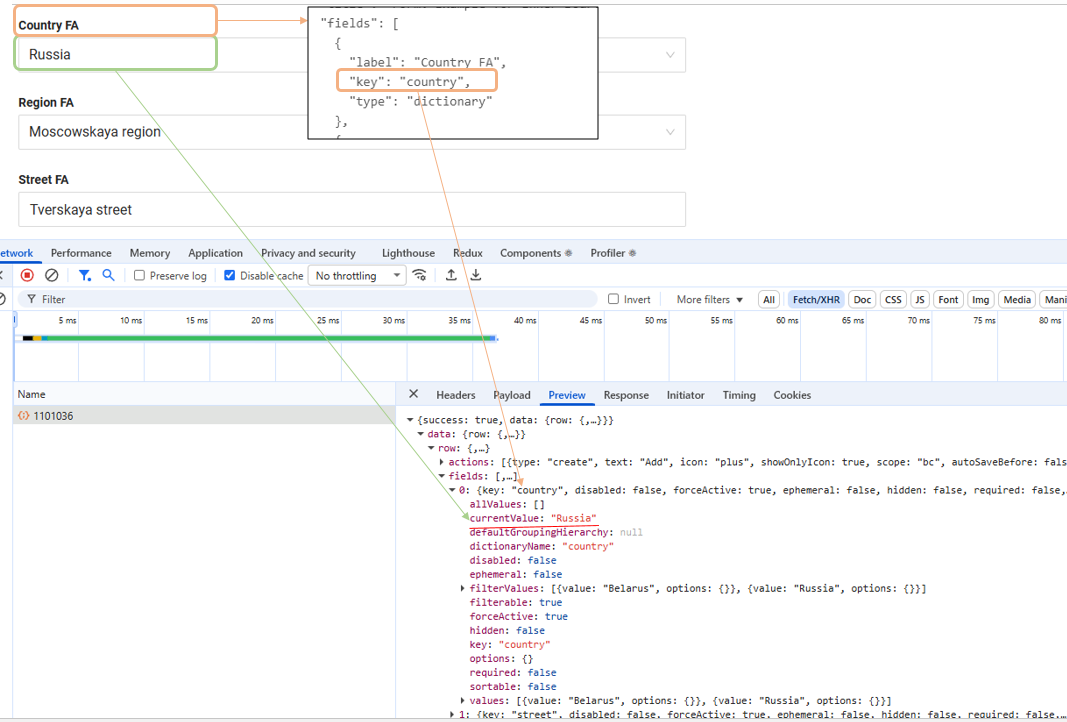 Country FA
Russia
Region FA
Moscowskaya region
Street FA
Tverskaya street
"fields": [
{
"label": "Country FA",
"key": "country",
"type": "dictionary"
},
etwork Performance Memory Application Privacy and security Lighthouse Redux Components Profiler
Preserve log Disable cache No throttling
Filter Invert More filters All Fetch/XHR Doc CSS JS Font Img Media Mani
5 ms 10 ms 15 ms 20 ms 25 ms 30 ms 35 ms 40 ms 45 ms 50 ms 55 ms 60 ms 65 ms 70 ms 75 ms 80 ms
Name
1101036
Headers Payload Preview Response Initiator Timing Cookies
{success: true, data: {row: {,…}}}
data: {row: {,…}}
row: {,…}
actions: [{type: "create", text: "Add", icon: "plus", showOnlyIcon: true, scope: "bc", autoSaveBefore: fals
fields: [,…]
0: {key: "country", disabled: false, forceActive: true, ephemeral: false, hidden: false, required: false,…
allValues: []
currentValue: "Russia"
defaultGroupingHierarchy: null
dictionaryName: "country"
disabled: false
ephemeral: false
filterValues: [{value: "Belarus", options: {}}, {value: "Russia", options: {}}]
filterable: true
forceActive: true
hidden: false
key: "country"
options: {}
required: false
sortable: false
values: [{value: "Belarus", options: {}}, {value: "Russia", options: {}}]
1: {key: "street", disabled: false, forceActive: true, ephemeral: false, hidden: false, required: false,…